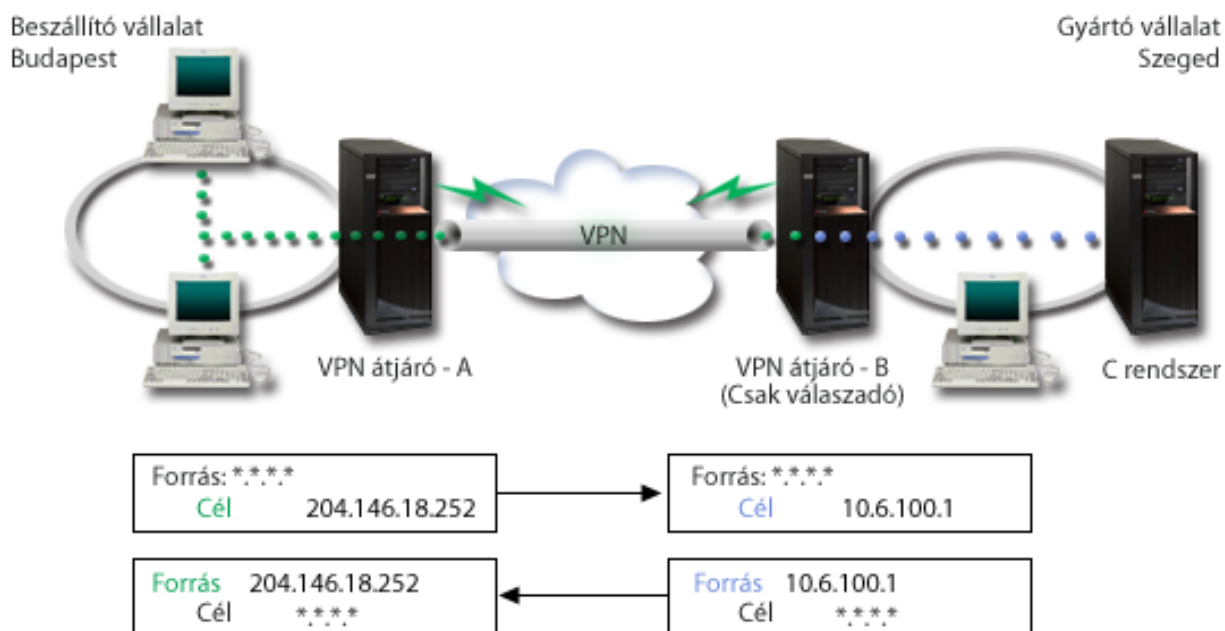 Beszállító vállalat
Budapest
Gyártó vállalat
Szeged
VPN
VPN átjáró - A
VPN átjáró - B
(Csak válaszadó)
C rendszer
Forrás: *.*.*.*
Cél 204.146.18.252
Forrás: *.*.*.*
Cél 10.6.100.1
Forrás 204.146.18.252
Cél *.*.*.*
Forrás 10.6.100.1
Cél *.*.*.*